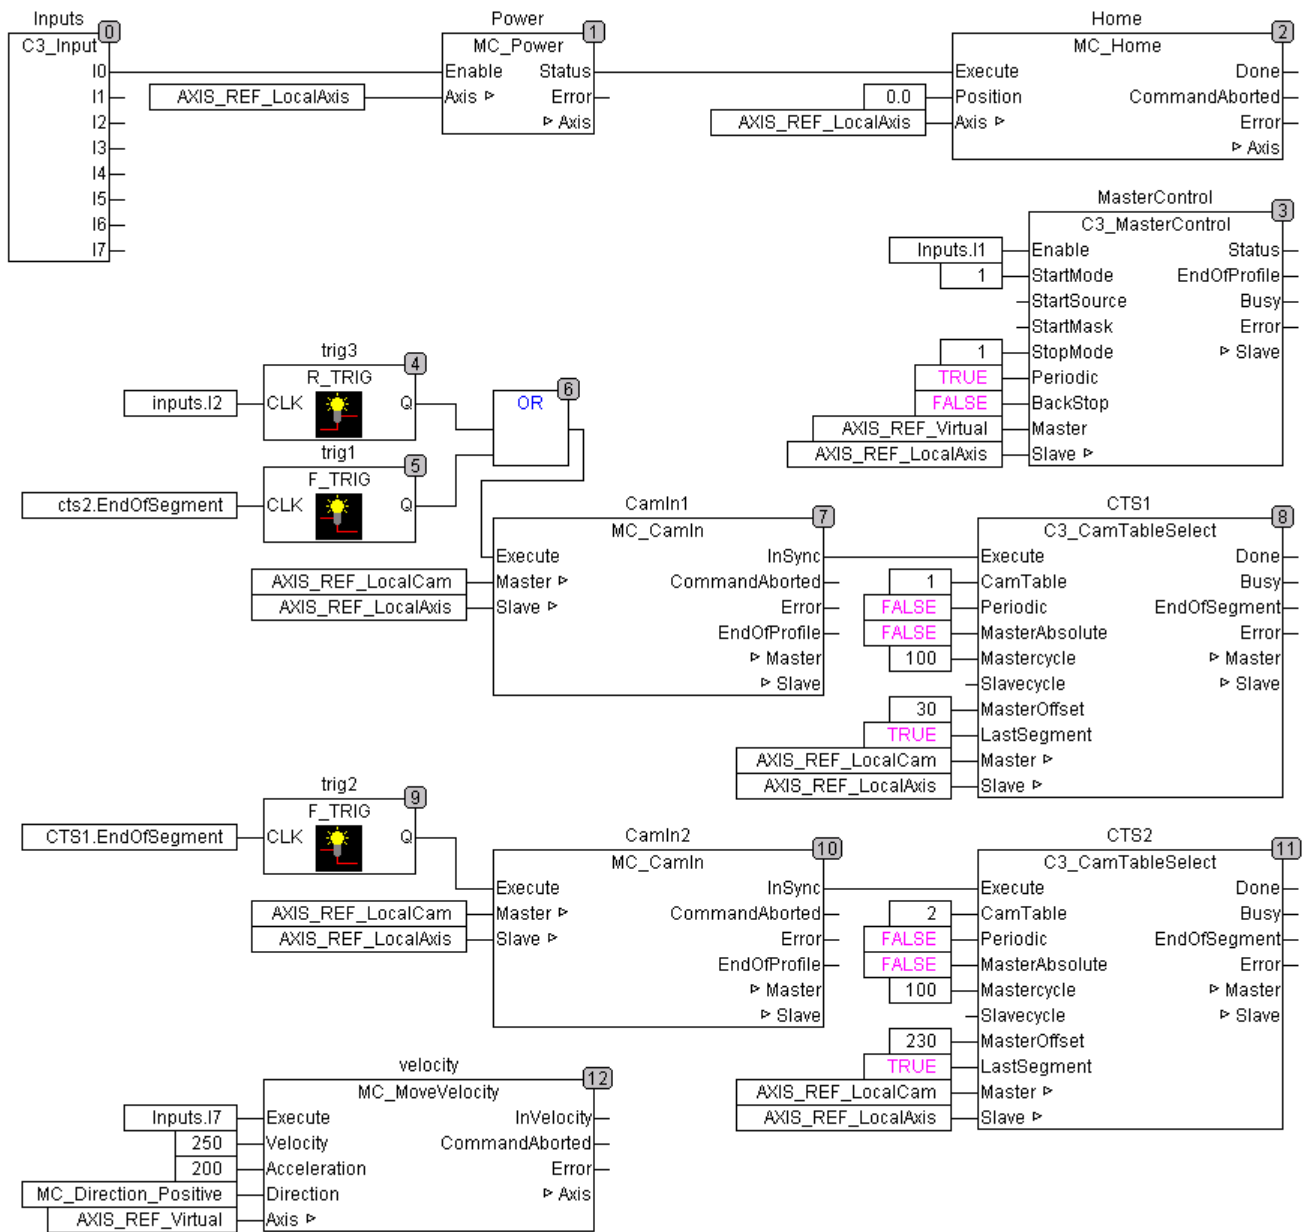 Inputs
0
C3_Input
I0
I1
I2
I3
I4
I5
I6
I7
Power
1
MC_Power
Enable Status
AXIS_REF_LocalAxis Axis Error
Axis
Home
2
MC_Home
Execute Done
0.0 Position CommandAborted
AXIS_REF_LocalAxis Axis Error
Axis
MasterControl
3
C3_MasterControl
Inputs.I1 Enable Status
1 StartMode EndOfProfile
StartSource Busy
StartMask Error
1 StopMode Slave
TRUE Periodic
FALSE BackStop
AXIS_REF_Virtual Master
AXIS_REF_LocalAxis Slave
trig3
4
R_TRIG
inputs.I2 CLK Q
trig1
5
F_TRIG
cts2.EndOfSegment CLK Q
6
OR
CamIn1
7
MC_CamIn
Execute InSync
AXIS_REF_LocalCam Master CommandAborted
AXIS_REF_LocalAxis Slave Error
EndOfProfile
Master
Slave
CTS1
8
C3_CamTableSelect
Execute Done
1 CamTable Busy
FALSE Periodic EndOfSegment
FALSE MasterAbsolute Error
100 Mastercycle Master
Slavecycle Slave
30 MasterOffset
TRUE LastSegment
AXIS_REF_LocalCam Master
AXIS_REF_LocalAxis Slave
trig2
9
F_TRIG
CTS1.EndOfSegment CLK Q
CamIn2
10
MC_CamIn
Execute InSync
AXIS_REF_LocalCam Master CommandAborted
AXIS_REF_LocalAxis Slave Error
EndOfProfile
Master
Slave
CTS2
11
C3_CamTableSelect
Execute Done
2 CamTable Busy
FALSE Periodic EndOfSegment
FALSE MasterAbsolute Error
100 Mastercycle Master
Slavecycle Slave
230 MasterOffset
TRUE LastSegment
AXIS_REF_LocalCam Master
AXIS_REF_LocalAxis Slave
velocity
12
MC_MoveVelocity
Inputs.I7 Execute InVelocity
250 Velocity CommandAborted
200 Acceleration Error
MC_Direction_Positive Direction Axis
AXIS_REF_Virtual Axis